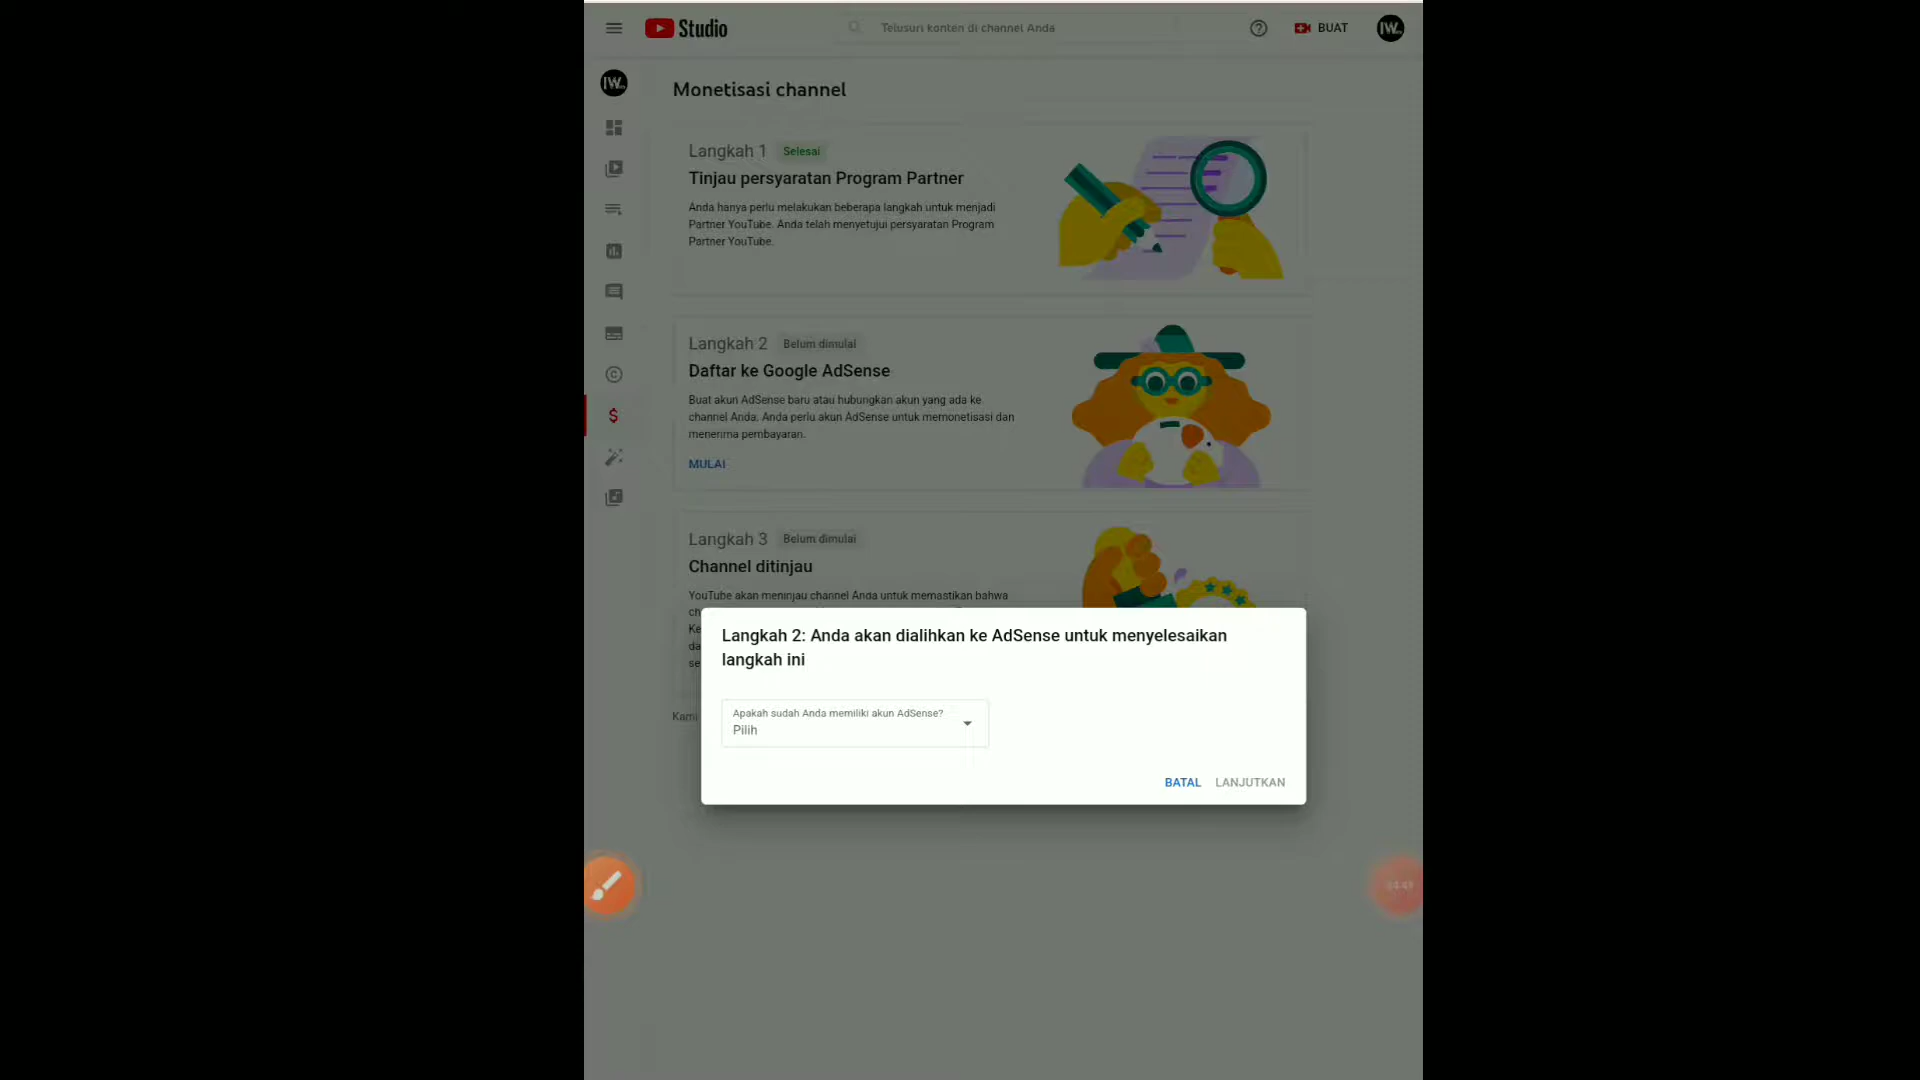 Studio
Telusuri konten di channel Anda
BUAT
IW
IW
Monetisasi channel
Langkah 1 Selesai
Tinjau persyaratan Program Partner
Anda hanya perlu melakukan beberapa langkah untuk menjadi
Partner YouTube. Anda telah menyetujui persyaratan Program
Partner YouTube.
Langkah 2 Belum dimulai
Daftar ke Google AdSense
Buat akun AdSense baru atau hubungkan akun yang ada ke
channel Anda. Anda perlu akun AdSense untuk memonetisasi dan
menerima pembayaran.
MULAI
Langkah 3 Belum dimulai
Channel ditinjau
YouTube akan meninjau channel Anda untuk memastikan bahwa
Kami
Langkah 2: Anda akan dialihkan ke AdSense untuk menyelesaikan
langkah ini
Apakah sudah Anda memiliki akun AdSense?
Pilih
BATAL LANJUTKAN